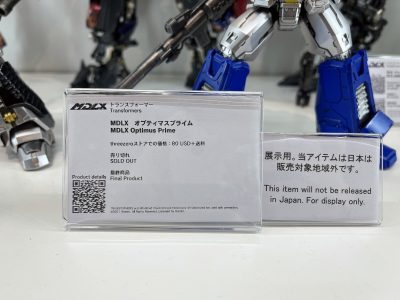 MDLX
トランスフォーマー
Transformers
MDLX オプティマスプライム
MDLX Optimus Prime
threezeroストアでの価格：80 USD+送料
売り切れ
SOLD OUT
最終商品
Final Product
Product details
展示用。当アイテムは日本は
販売対象地域外です。
This item will not be released
in Japan. For display only.
MDLX